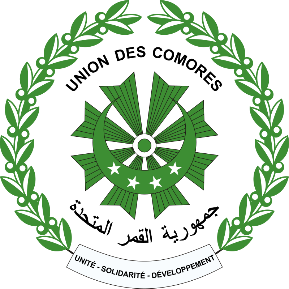 UNION DES COMORES
جمهورية القمر المتحدة
UNITÉ - SOLIDARITÉ - DÉVELOPPEMENT